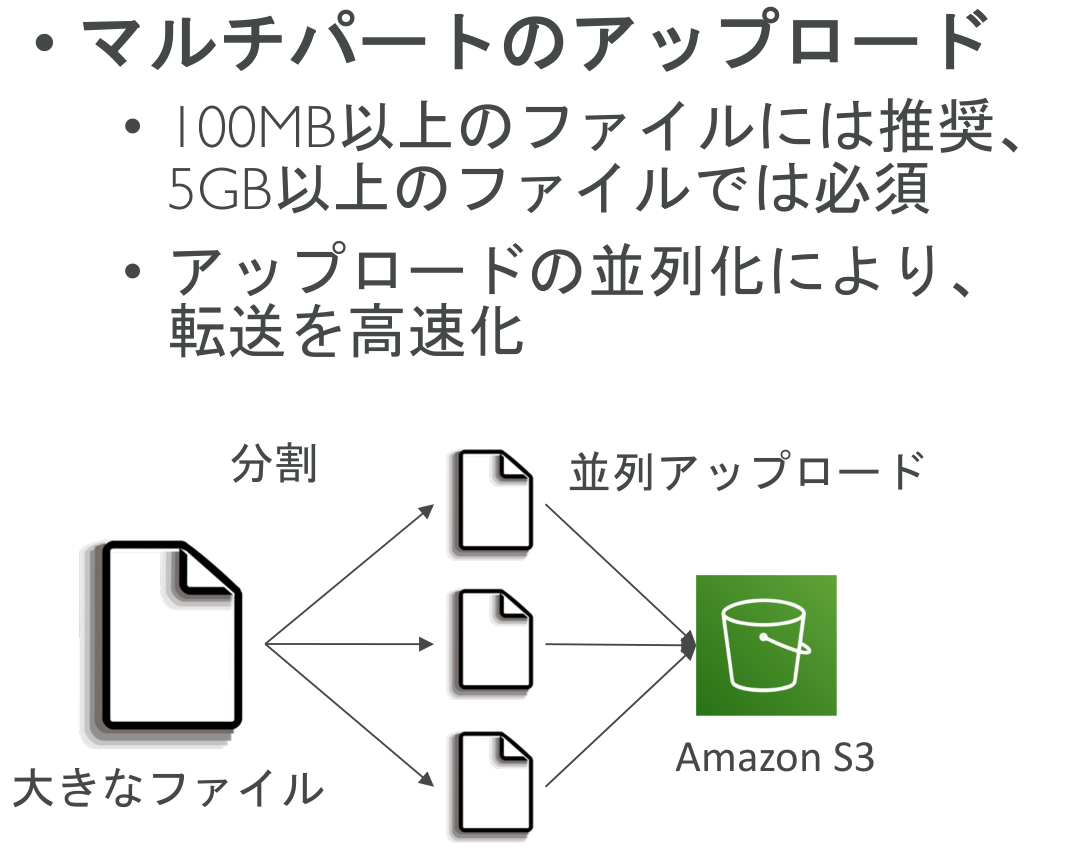 • マルチパートのアップロード
• 100MB以上のファイルには推奨、
5GB以上のファイルでは必須
• アップロードの並列化により、
転送を高速化
分割
並列アップロード
Amazon S3
大きなファイル